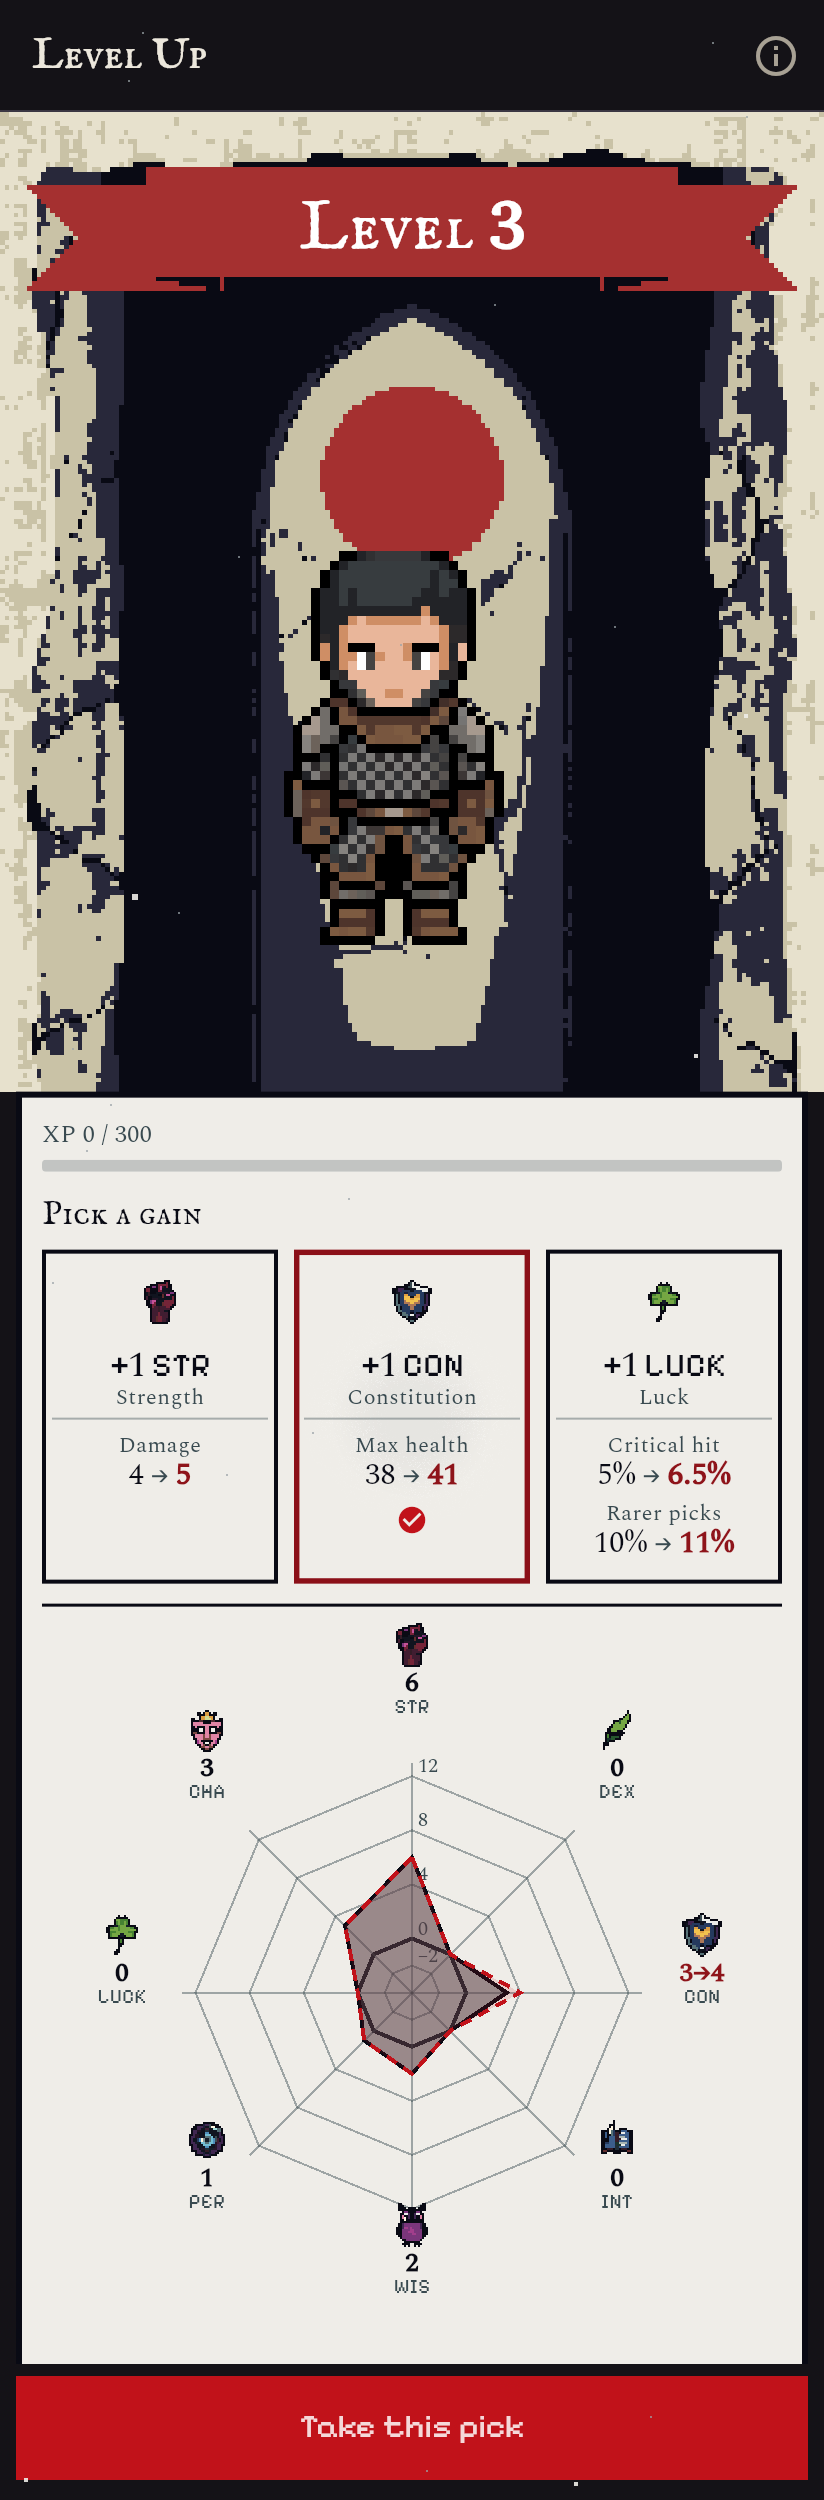 Level Up
Level 3
XP 0 / 300
Pick a gain
+1 STR
Strength
Damage
4 → 5
+1 CON
Constitution
Max health
38 → 41
+1 LUCK
Luck
Critical hit
5% → 6.5%
Rarer picks
10% → 11%
6
STR
3
CHA
0
DEX
12
8
4
0
-2
0
LUCK
3→4
CON
1
PER
0
INT
2
WIS
Take this pick